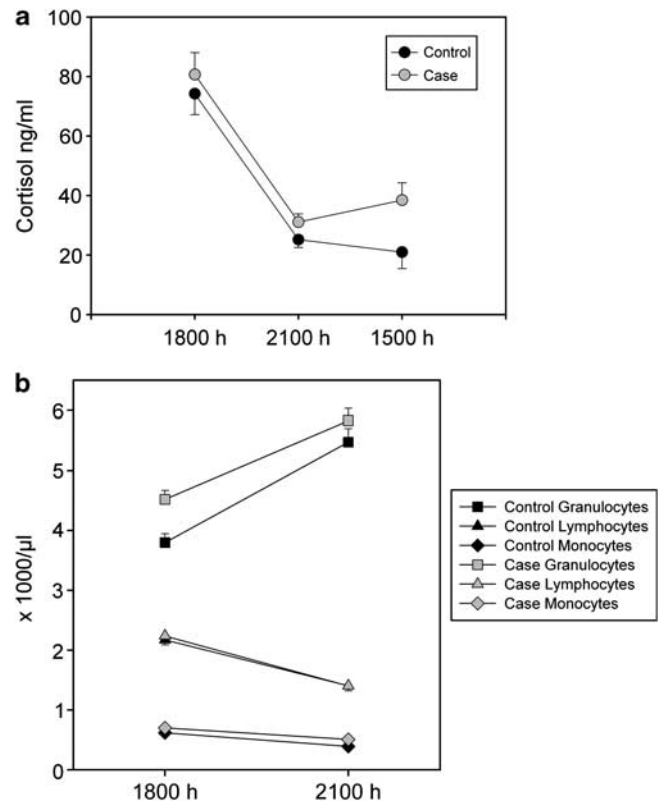 a
100
80
60
40
20
0
Cortisol ng/ml
Control
Case
1800 h 2100 h 1500 h
b
6
5
4
3
2
1
0
x 1000/µl
Control Granulocytes
Control Lymphocytes
Control Monocytes
Case Granulocytes
Case Lymphocytes
Case Monocytes
1800 h 2100 h